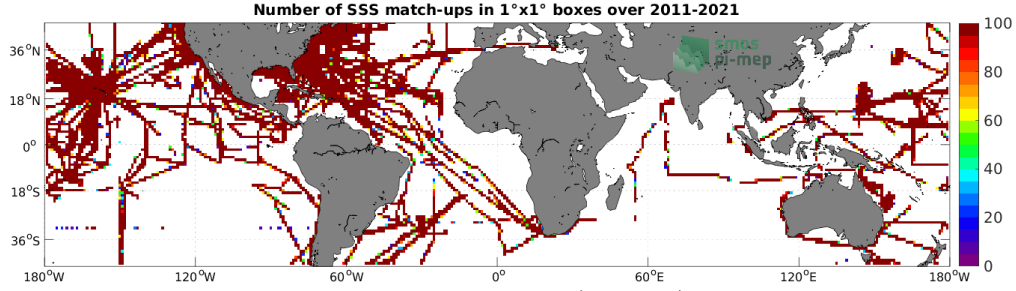 Number of SSS match-ups in 1°x1° boxes over 2011-2021
36°N
18°N
0°
18°S
36°S
180°W
120°W
60°W
0°
60°E
120°E
180°W
100
80
60
40
20
0
smos
pi-mep